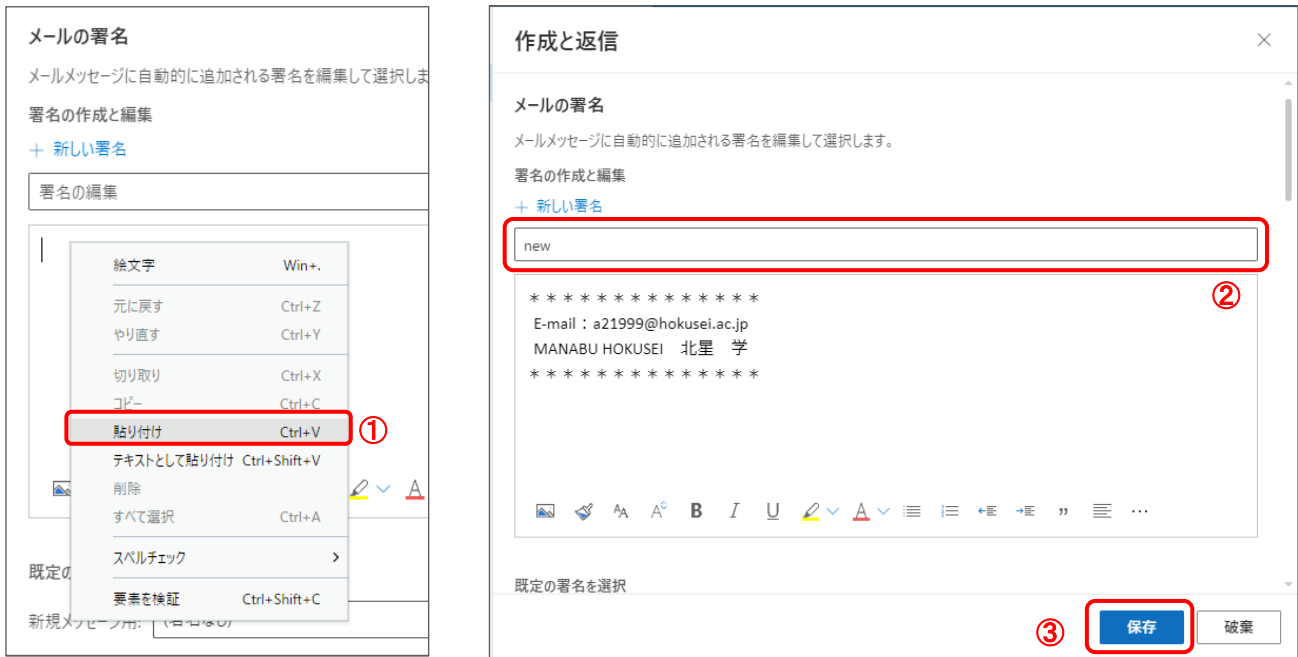 メールの署名
メールメッセージに自動的に追加される署名を編集して選択しま
署名の作成と編集
＋ 新しい署名
署名の編集
絵文字 Win+.
元に戻す Ctrl+Z
やり直す Ctrl+Y
切り取り Ctrl+X
コピー Ctrl+C
貼り付け Ctrl+V
①
テキストとして貼り付け Ctrl+Shift+V
削除
すべて選択 Ctrl+A
スペルチェック
要素を検証 Ctrl+Shift+C
既定の
新規メッセージ用: (署名なし)
作成と返信
メールの署名
メールメッセージに自動的に追加される署名を編集して選択します。
署名の作成と編集
＋ 新しい署名
new
②
＊＊＊＊＊＊＊＊＊＊＊＊＊＊
E-mail：a21999@hokusei.ac.jp
MANABU HOKUSEI　北星　学
＊＊＊＊＊＊＊＊＊＊＊＊＊＊
既定の署名を選択
③
保存 破棄